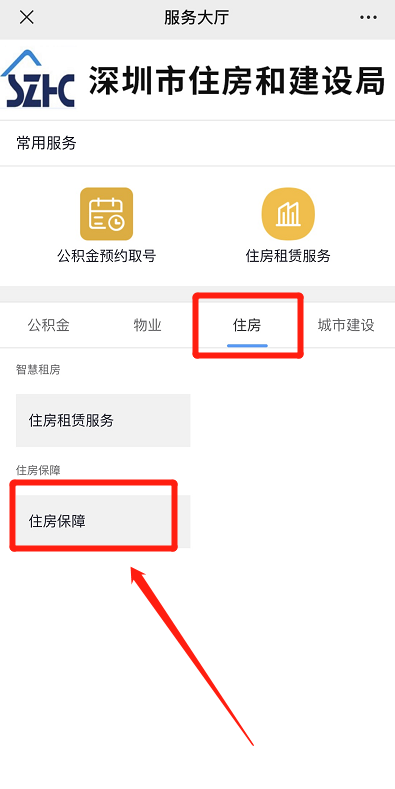 服务大厅
SZHC 深圳市住房和建设局
常用服务
公积金预约取号
住房租赁服务
公积金
物业
住房
城市建设
智慧租房
住房租赁服务
住房保障
住房保障